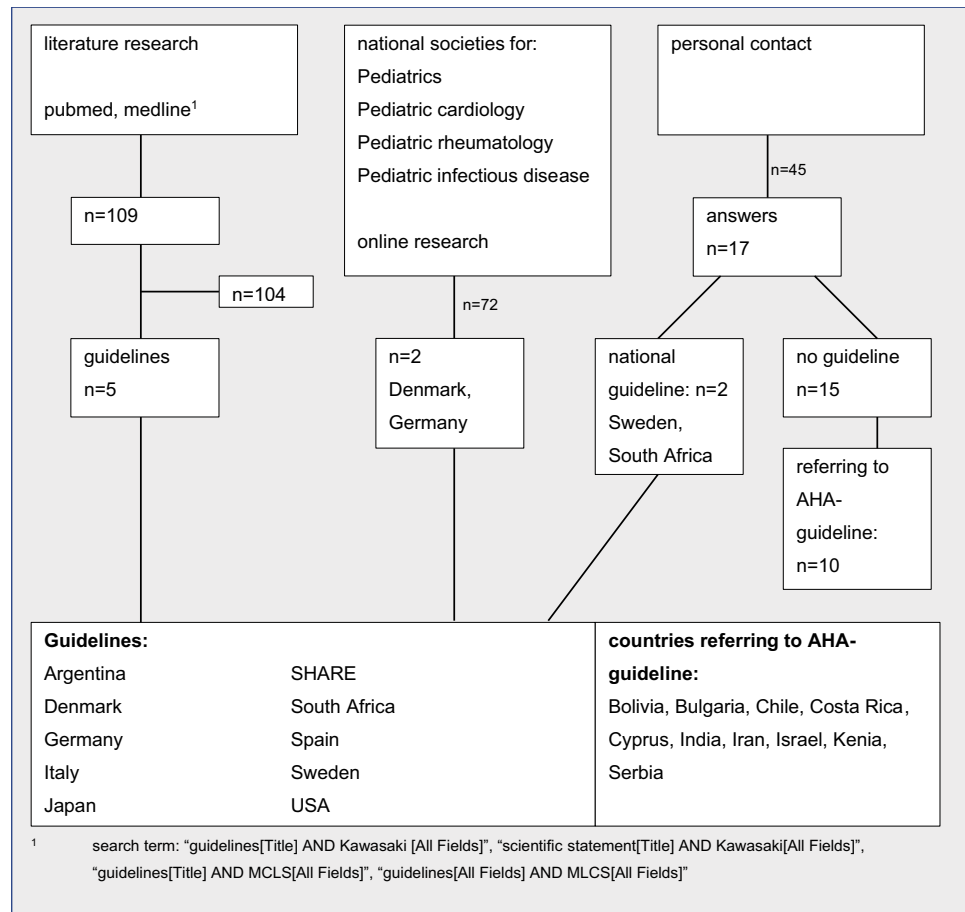 literature research
pubmed, medline¹
n=109
n=104
guidelines
n=5
national societies for:
Pediatrics
Pediatric cardiology
Pediatric rheumatology
Pediatric infectious disease
online research
n=72
n=2
Denmark,
Germany
personal contact
n=45
answers
n=17
national
guideline: n=2
Sweden,
South Africa
no guideline
n=15
referring to
AHA-
guideline:
n=10
Guidelines:
Argentina
Denmark
Germany
Italy
Japan
SHARE
South Africa
Spain
Sweden
USA
countries referring to AHA-
guideline:
Bolivia, Bulgaria, Chile, Costa Rica,
Cyprus, India, Iran, Israel, Kenia,
Serbia
¹ search term: “guidelines[Title] AND Kawasaki [All Fields]”, “scientific statement[Title] AND Kawasaki[All Fields]”,
“guidelines[Title] AND MCLS[All Fields]”, “guidelines[All Fields] AND MLCS[All Fields]”